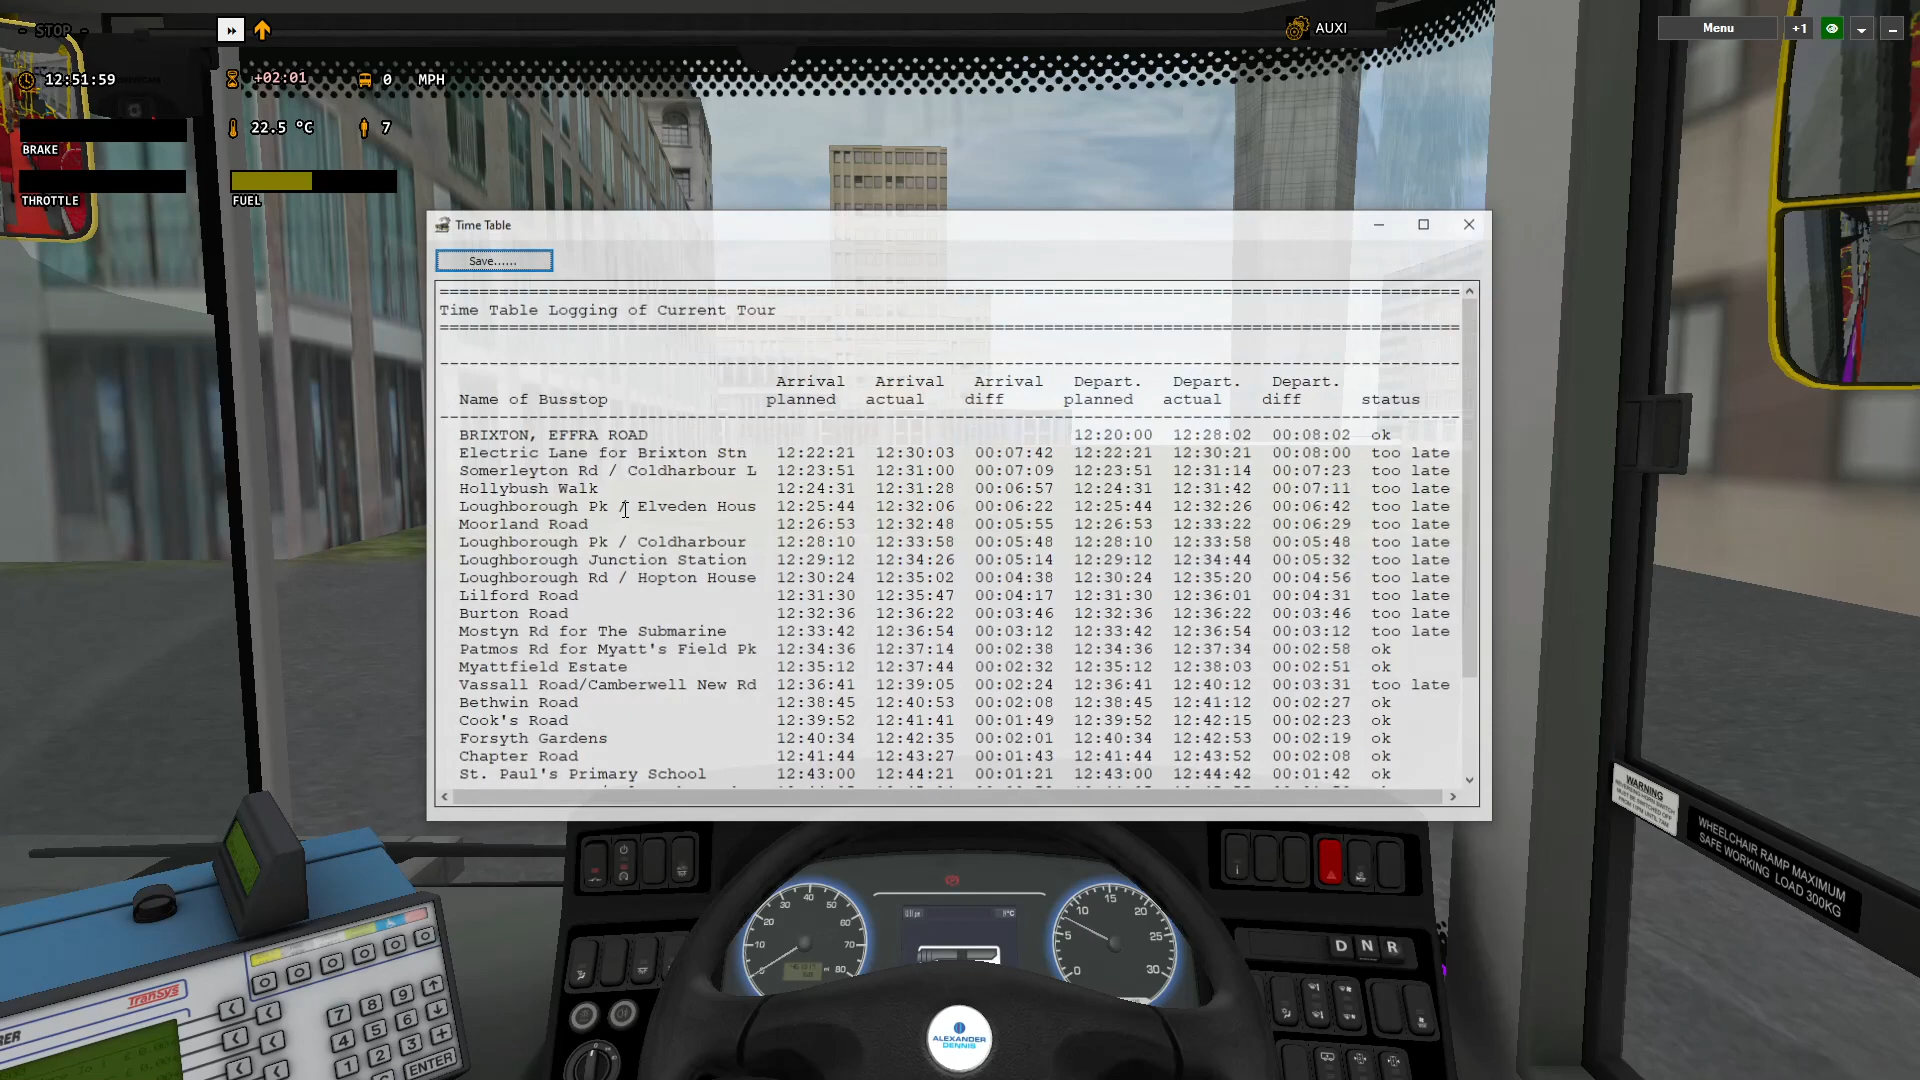 - STOP -
AUXI
Menu
+1
12:51:59
+02:01
0 MPH
22.5 °C
7
BRAKE
THROTTLE
FUEL
Time Table
Save......
Time Table Logging of Current Tour
Arrival Arrival Arrival Depart. Depart. Depart.
Name of Busstop planned actual diff planned actual diff status
BRIXTON, EFFRA ROAD 12:20:00 12:28:02 00:08:02 ok
Electric Lane for Brixton Stn 12:22:21 12:30:03 00:07:42 12:22:21 12:30:21 00:08:00 too late
Somerleyton Rd / Coldharbour L 12:23:51 12:31:00 00:07:09 12:23:51 12:31:14 00:07:23 too late
Hollybush Walk 12:24:31 12:31:28 00:06:57 12:24:31 12:31:42 00:07:11 too late
Loughborough Pk / Elveden Hous 12:25:44 12:32:06 00:06:22 12:25:44 12:32:26 00:06:42 too late
Moorland Road 12:26:53 12:32:48 00:05:55 12:26:53 12:33:22 00:06:29 too late
Loughborough Pk / Coldharbour 12:28:10 12:33:58 00:05:48 12:28:10 12:33:58 00:05:48 too late
Loughborough Junction Station 12:29:12 12:34:26 00:05:14 12:29:12 12:34:44 00:05:32 too late
Loughborough Rd / Hopton House 12:30:24 12:35:02 00:04:38 12:30:24 12:35:20 00:04:56 too late
Lilford Road 12:31:30 12:35:47 00:04:17 12:31:30 12:36:01 00:04:31 too late
Burton Road 12:32:36 12:36:22 00:03:46 12:32:36 12:36:22 00:03:46 too late
Mostyn Rd for The Submarine 12:33:42 12:36:54 00:03:12 12:33:42 12:36:54 00:03:12 too late
Patmos Rd for Myatt's Field Pk 12:34:36 12:37:14 00:02:38 12:34:36 12:37:34 00:02:58 ok
Myattfield Estate 12:35:12 12:37:44 00:02:32 12:35:12 12:38:03 00:02:51 ok
Vassall Road/Camberwell New Rd 12:36:41 12:39:05 00:02:24 12:36:41 12:40:12 00:03:31 too late
Bethwin Road 12:38:45 12:40:53 00:02:08 12:38:45 12:41:12 00:02:27 ok
Cook's Road 12:39:52 12:41:41 00:01:49 12:39:52 12:42:15 00:02:23 ok
Forsyth Gardens 12:40:34 12:42:35 00:02:01 12:40:34 12:42:53 00:02:19 ok
Chapter Road 12:41:44 12:43:27 00:01:43 12:41:44 12:43:52 00:02:08 ok
St. Paul's Primary School 12:43:00 12:44:21 00:01:21 12:43:00 12:44:42 00:01:42 ok
WARNING
WHEELCHAIR RAMP MAXIMUM
SAFE WORKING LOAD 300KG
10 20 30 40 50 60 70 80
0 5 10 15 20 25 30
D N R
TranSys
7 8 9
4 5 6
1 2 3
ENTER
ALEXANDER
DENNIS